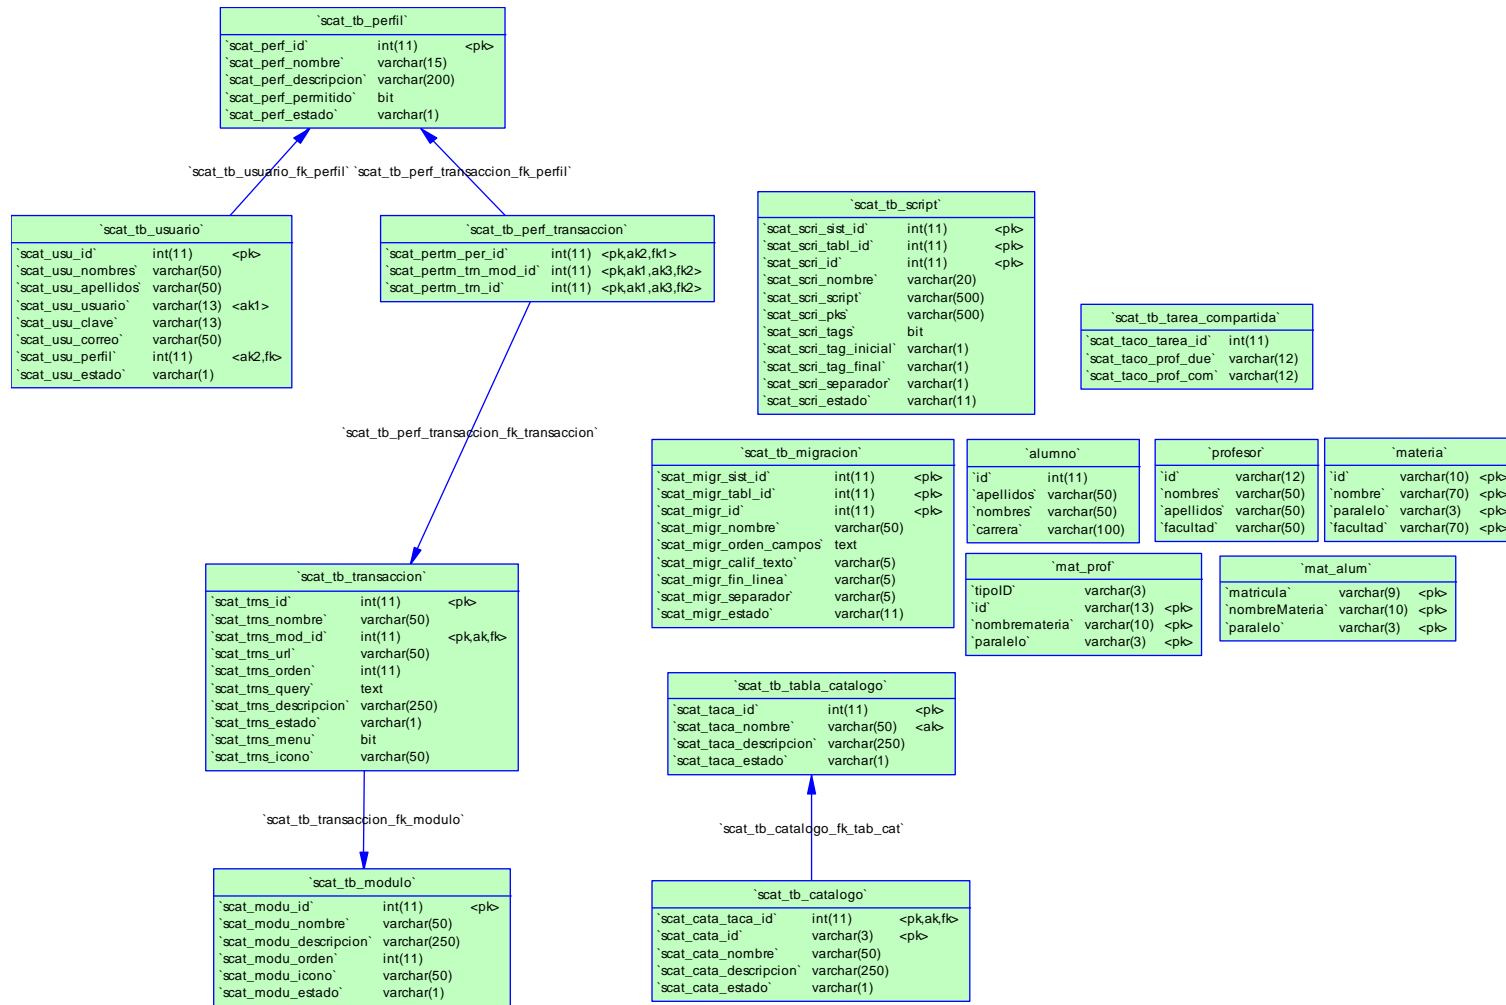 `scat_tb_perfil`
`scat_perf_id` int(11) <pk>
`scat_perf_nombre` varchar(15)
`scat_perf_descripcion` varchar(200)
`scat_perf_permitido` bit
`scat_perf_estado` varchar(1)
`scat_tb_usuario_fk_perfil` `scat_tb_perf_transaccion_fk_perfil`
`scat_tb_usuario`
`scat_usu_id` int(11) <pk>
`scat_usu_nombres` varchar(50)
`scat_usu_apellidos` varchar(50)
`scat_usu_usuario` varchar(13) <ak1>
`scat_usu_clave` varchar(13)
`scat_usu_correo` varchar(50)
`scat_usu_perfil` int(11) <ak2,fk>
`scat_usu_estado` varchar(1)
`scat_tb_perf_transaccion`
`scat_pertrn_per_id` int(11) <pk,ak2,fk1>
`scat_pertrn_trn_mod_id` int(11) <pk,ak1,ak3,fk2>
`scat_pertrn_trn_id` int(11) <pk,ak1,ak3,fk2>
`scat_tb_script`
`scat_scri_sist_id` int(11) <pk>
`scat_scri_tabl_id` int(11) <pk>
`scat_scri_id` int(11) <pk>
`scat_scri_nombre` varchar(20)
`scat_scri_script` varchar(500)
`scat_scri_pks` varchar(500)
`scat_scri_tags` bit
`scat_scri_tag_inicial` varchar(1)
`scat_scri_tag_final` varchar(1)
`scat_scri_separador` varchar(1)
`scat_scri_estado` varchar(11)
`scat_tb_tarea_compartida`
`scat_taco_tarea_id` int(11)
`scat_taco_prof_due` varchar(12)
`scat_taco_prof_com` varchar(12)
`scat_tb_perf_transaccion_fk_transaccion`
`scat_tb_migracion`
`scat_migr_sist_id` int(11) <pk>
`scat_migr_tabl_id` int(11) <pk>
`scat_migr_id` int(11) <pk>
`scat_migr_nombre` varchar(50)
`scat_migr_orden_campos` text
`scat_migr_calif_texto` varchar(5)
`scat_migr_fin_linea` varchar(5)
`scat_migr_separador` varchar(5)
`scat_migr_estado` varchar(11)
`alumno`
`id` int(11)
`apellidos` varchar(50)
`nombres` varchar(50)
`carrera` varchar(100)
`profesor`
`id` varchar(12)
`nombres` varchar(50)
`apellidos` varchar(50)
`facultad` varchar(50)
`materia`
`id` varchar(10) <pk>
`nombre` varchar(70) <pk>
`paralelo` varchar(3) <pk>
`facultad` varchar(70) <pk>
`mat_prof`
`tipoID` varchar(3)
`id` varchar(13) <pk>
`nombremateria` varchar(10) <pk>
`paralelo` varchar(3) <pk>
`mat_alum`
`matricula` varchar(9) <pk>
`nombreMateria` varchar(10) <pk>
`paralelo` varchar(3) <pk>
`scat_tb_transaccion`
`scat_trns_id` int(11) <pk>
`scat_trns_nombre` varchar(50)
`scat_trns_mod_id` int(11) <pk,ak,fk>
`scat_trns_url` varchar(50)
`scat_trns_orden` int(11)
`scat_trns_query` text
`scat_trns_descripcion` varchar(250)
`scat_trns_estado` varchar(1)
`scat_trns_menu` bit
`scat_trns_icono` varchar(50)
`scat_tb_tabla_catalogo`
`scat_taca_id` int(11) <pk>
`scat_taca_nombre` varchar(50) <ak>
`scat_taca_descripcion` varchar(250)
`scat_taca_estado` varchar(1)
`scat_tb_transaccion_fk_modulo`
`scat_tb_catalogo_fk_tab_cat`
`scat_tb_modulo`
`scat_modu_id` int(11) <pk>
`scat_modu_nombre` varchar(50)
`scat_modu_descripcion` varchar(250)
`scat_modu_orden` int(11)
`scat_modu_icono` varchar(50)
`scat_modu_estado` varchar(1)
`scat_tb_catalogo`
`scat_cata_taca_id` int(11) <pk,ak,fk>
`scat_cata_id` varchar(3) <pk>
`scat_cata_nombre` varchar(50)
`scat_cata_descripcion` varchar(250)
`scat_cata_estado` varchar(1)